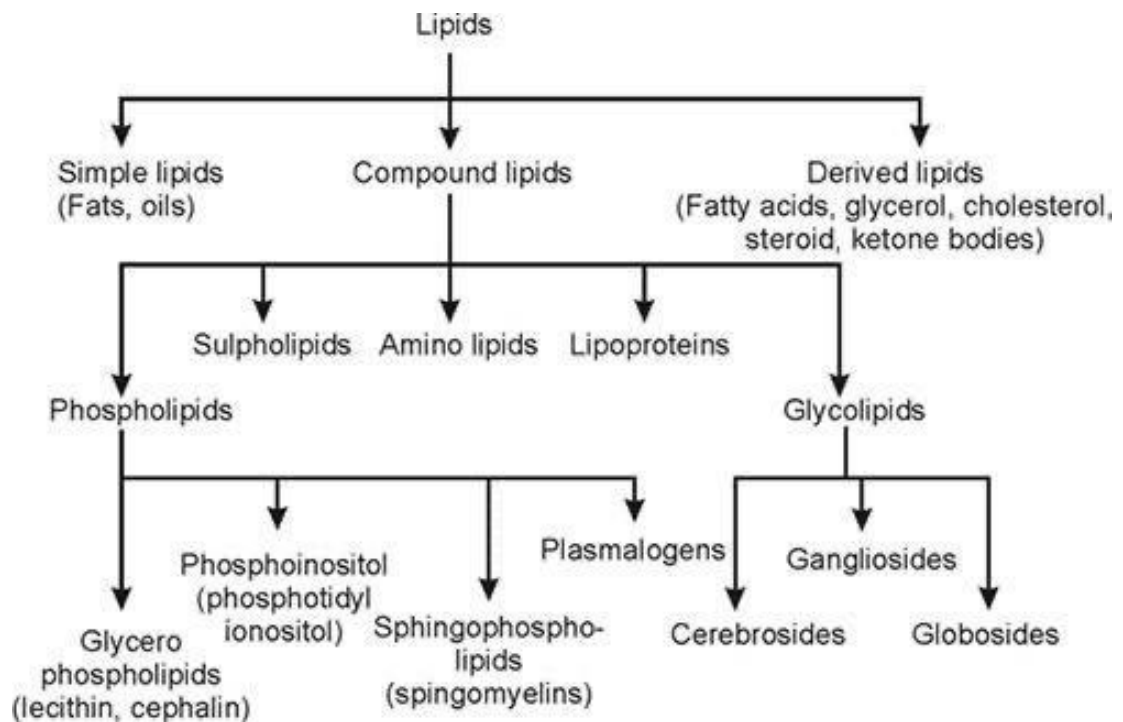 Lipids
Simple lipids
(Fats, oils)
Compound lipids
Derived lipids
(Fatty acids, glycerol, cholesterol,
steroid, ketone bodies)
Sulpholipids
Amino lipids
Lipoproteins
Phospholipids
Glycolipids
Glycero
phospholipids
(lecithin, cephalin)
Phosphoinositol
(phosphotidyl
ionositol)
Sphingophospho-
lipids
(spingomyelins)
Plasmalogens
Cerebrosides
Gangliosides
Globosides